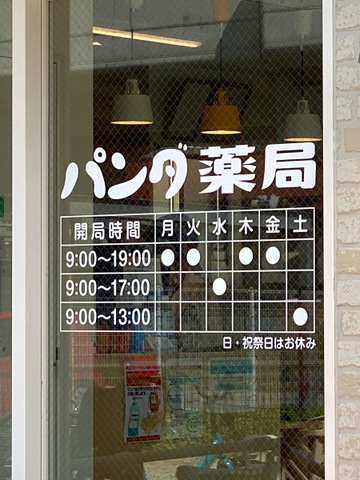 パンダ薬局
開局時間 月 火 水 木 金 土
9:00〜19:00 ● ● ● ●
9:00〜17:00 ●
9:00〜13:00 ●
日・祝祭日はお休み